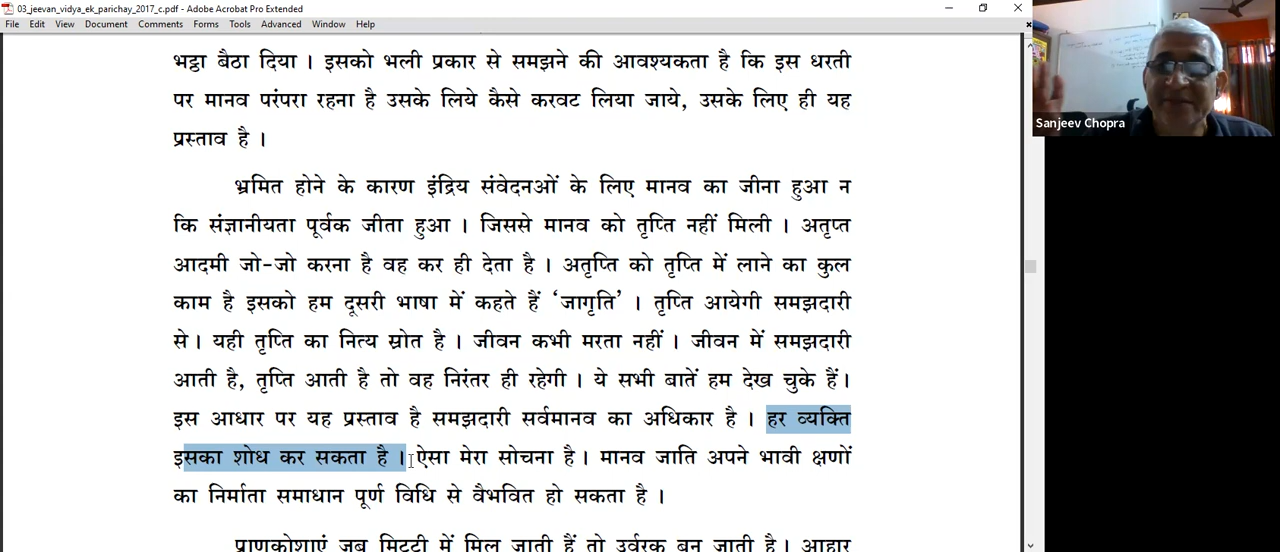 03_jeevan_vidya_ek_parichay_2017_c.pdf - Adobe Acrobat Pro Extended
File Edit View Document Comments Forms Tools Advanced Window Help
भट्ठा बैठा दिया । इसको भली प्रकार से समझने की आवश्यकता है कि इस धरती
पर मानव परंपरा रहना है उसके लिये कैसे करवट लिया जाये, उसके लिए ही यह
प्रस्ताव है ।
भ्रमित होने के कारण इंद्रिय संवेदनओं के लिए मानव का जीना हुआ न
कि संज्ञानीयता पूर्वक जीता हुआ । जिससे मानव को तृप्ति नहीं मिली । अतृप्त
आदमी जो-जो करना है वह कर ही देता है । अतृप्ति को तृप्ति में लाने का कुल
काम है इसको हम दूसरी भाषा में कहते हैं ‘जागृति’ । तृप्ति आयेगी समझदारी
से । यही तृप्ति का नित्य स्रोत है । जीवन कभी मरता नहीं । जीवन में समझदारी
आती है, तृप्ति आती है तो वह निरंतर ही रहेगी । ये सभी बातें हम देख चुके हैं।
इस आधार पर यह प्रस्ताव है समझदारी सर्वमानव का अधिकार है । हर व्यक्ति
इसका शोध कर सकता है । ऐसा मेरा सोचना है । मानव जाति अपने भावी क्षणों
का निर्माता समाधान पूर्ण विधि से वैभवित हो सकता है ।
प्राणकोशाएं जब मिट्टी में मिल जाती हैं तो उर्वरक बन जाती है । आहार
Sanjeev Chopra